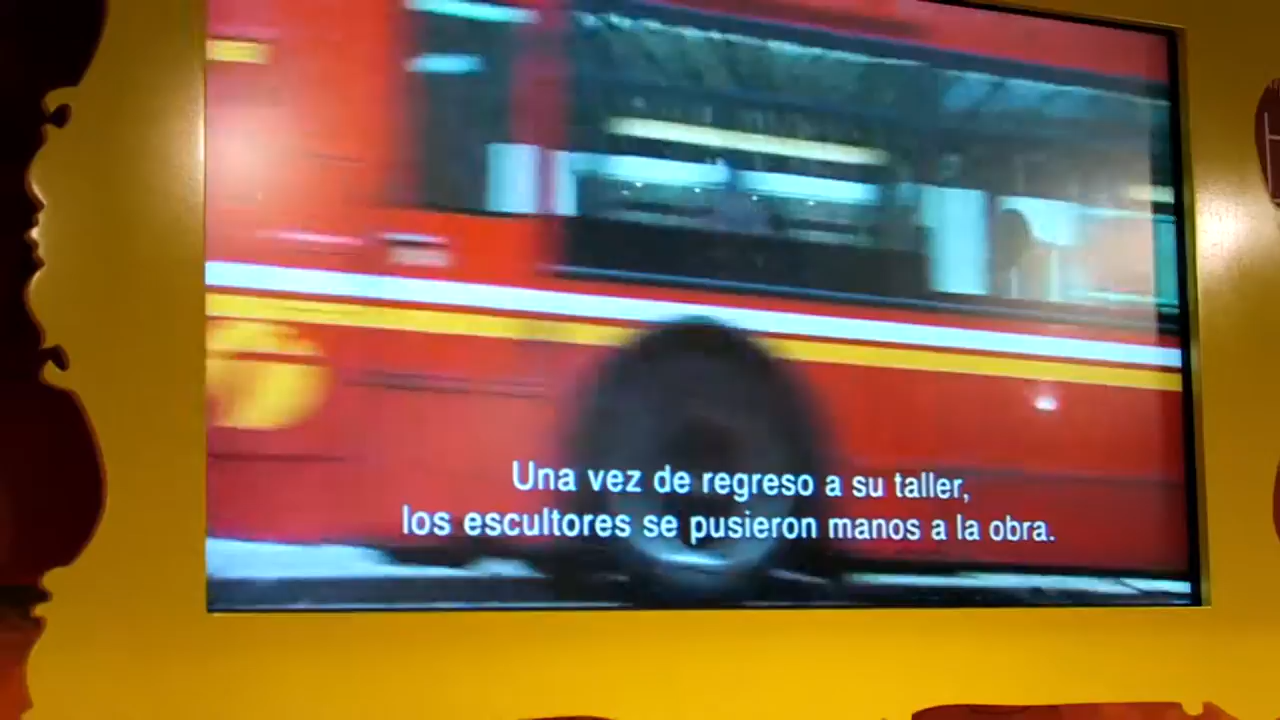 Una vez de regreso a su taller,
los escultores se pusieron manos a la obra.